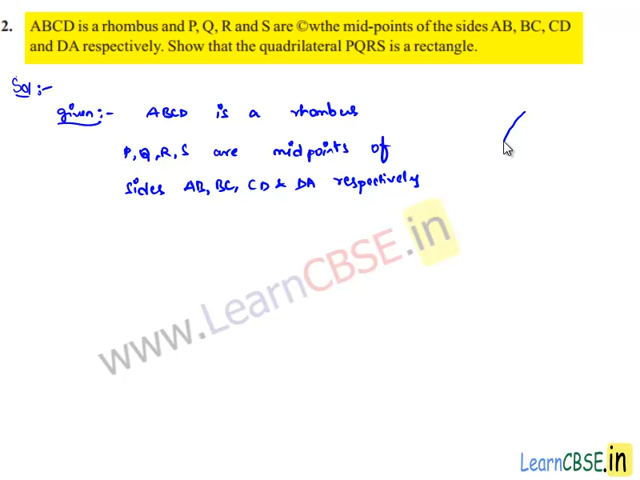 2. ABCD is a rhombus and P, Q, R and S are ©wthe mid-points of the sides AB, BC, CD
and DA respectively. Show that the quadrilateral PQRS is a rectangle.
Sol :-
given :- ABCD is a rhombus
P, Q, R, S are midpoints of
sides AB, BC, CD & DA respectively
www.LearnCBSE.in
LearnCBSE.in